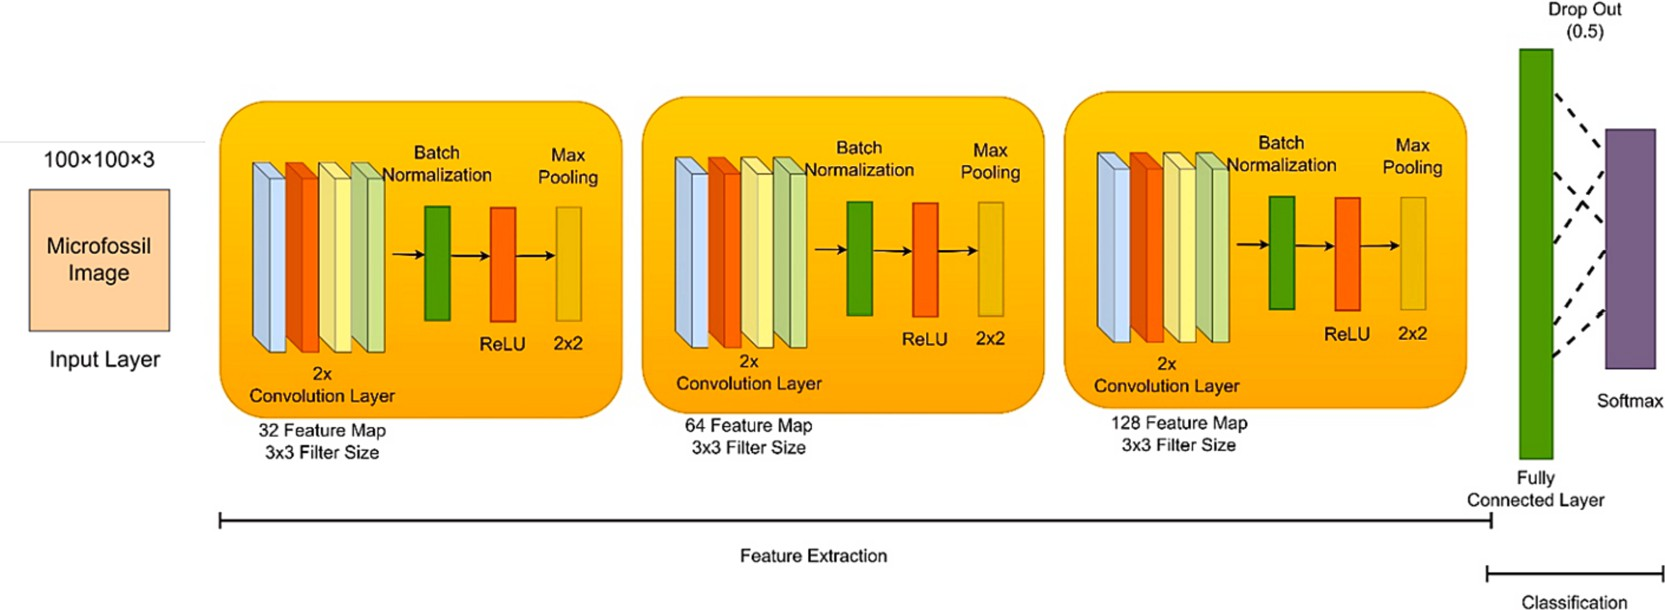 100×100×3
Microfossil
Image
Input Layer
Batch
Normalization
Max
Pooling
ReLU
2x2
2x
Convolution Layer
32 Feature Map
3x3 Filter Size
Batch
Normalization
Max
Pooling
ReLU
2x2
2x
Convolution Layer
64 Feature Map
3x3 Filter Size
Batch
Normalization
Max
Pooling
ReLU
2x2
2x
Convolution Layer
128 Feature Map
3x3 Filter Size
Drop Out
(0.5)
Softmax
Fully
Connected Layer
Feature Extraction
Classification